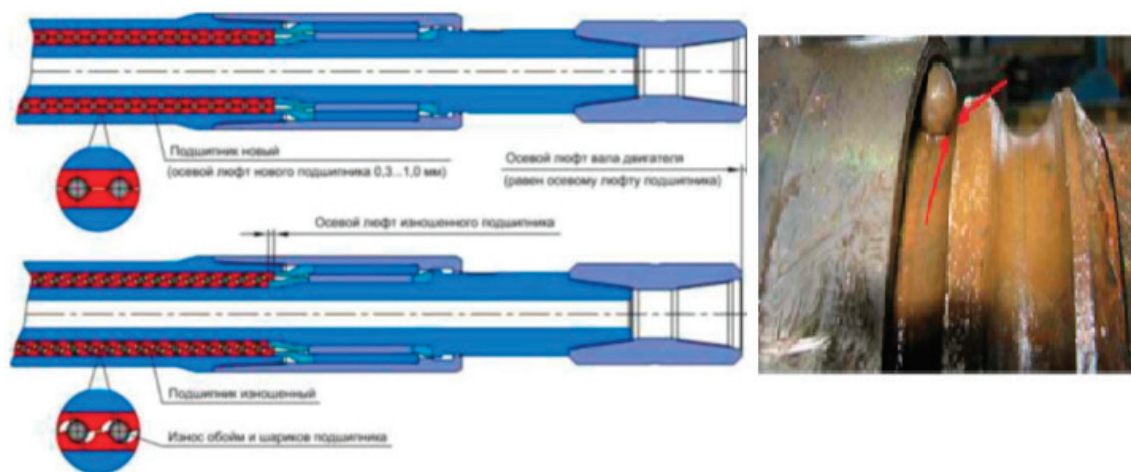 Подшипник новый
(осевой люфт нового подшипника 0,3...1,0 мм)
Осевой люфт вала двигателя
(равен осевому люфту подшипника)
Осевой люфт изношенного подшипника
Подшипник изношенный
Износ обойм и шариков подшипника